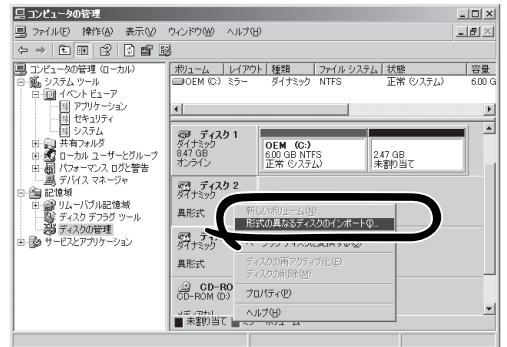 コンピュータの管理
ファイル(F) 操作(A) 表示(V) ウィンドウ(W) ヘルプ(H)
コンピュータの管理 (ローカル)
システム ツール
イベント ビューア
アプリケーション
セキュリティ
システム
共有フォルダ
ローカル ユーザーとグループ
パフォーマンス ログと警告
デバイス マネージャ
記憶域
リムーバブル記憶域
ディスク デフラグ ツール
ディスクの管理
サービスとアプリケーション
ボリューム レイアウト 種類 ファイル システム 状態 容量
OEM (C:) ミラー ダイナミック NTFS 正常 (システム) 6.00 G
ディスク 1
ダイナミック
8.47 GB
オンライン
OEM (C:)
6.00 GB NTFS
正常 (システム)
2.47 GB
未割り当て
ディスク 2
ダイナミック
異形式
ダイナミック
異形式
CD-RO
CD-ROM (D:)
新しいボリューム(N)...
形式の異なるディスクのインポート(I)...
ベーシック ディスクに変換する(C)
ディスクの再アクティブ化(E)
ディスクの削除(M)
プロパティ(P)
ヘルプ(H)
未割り当て